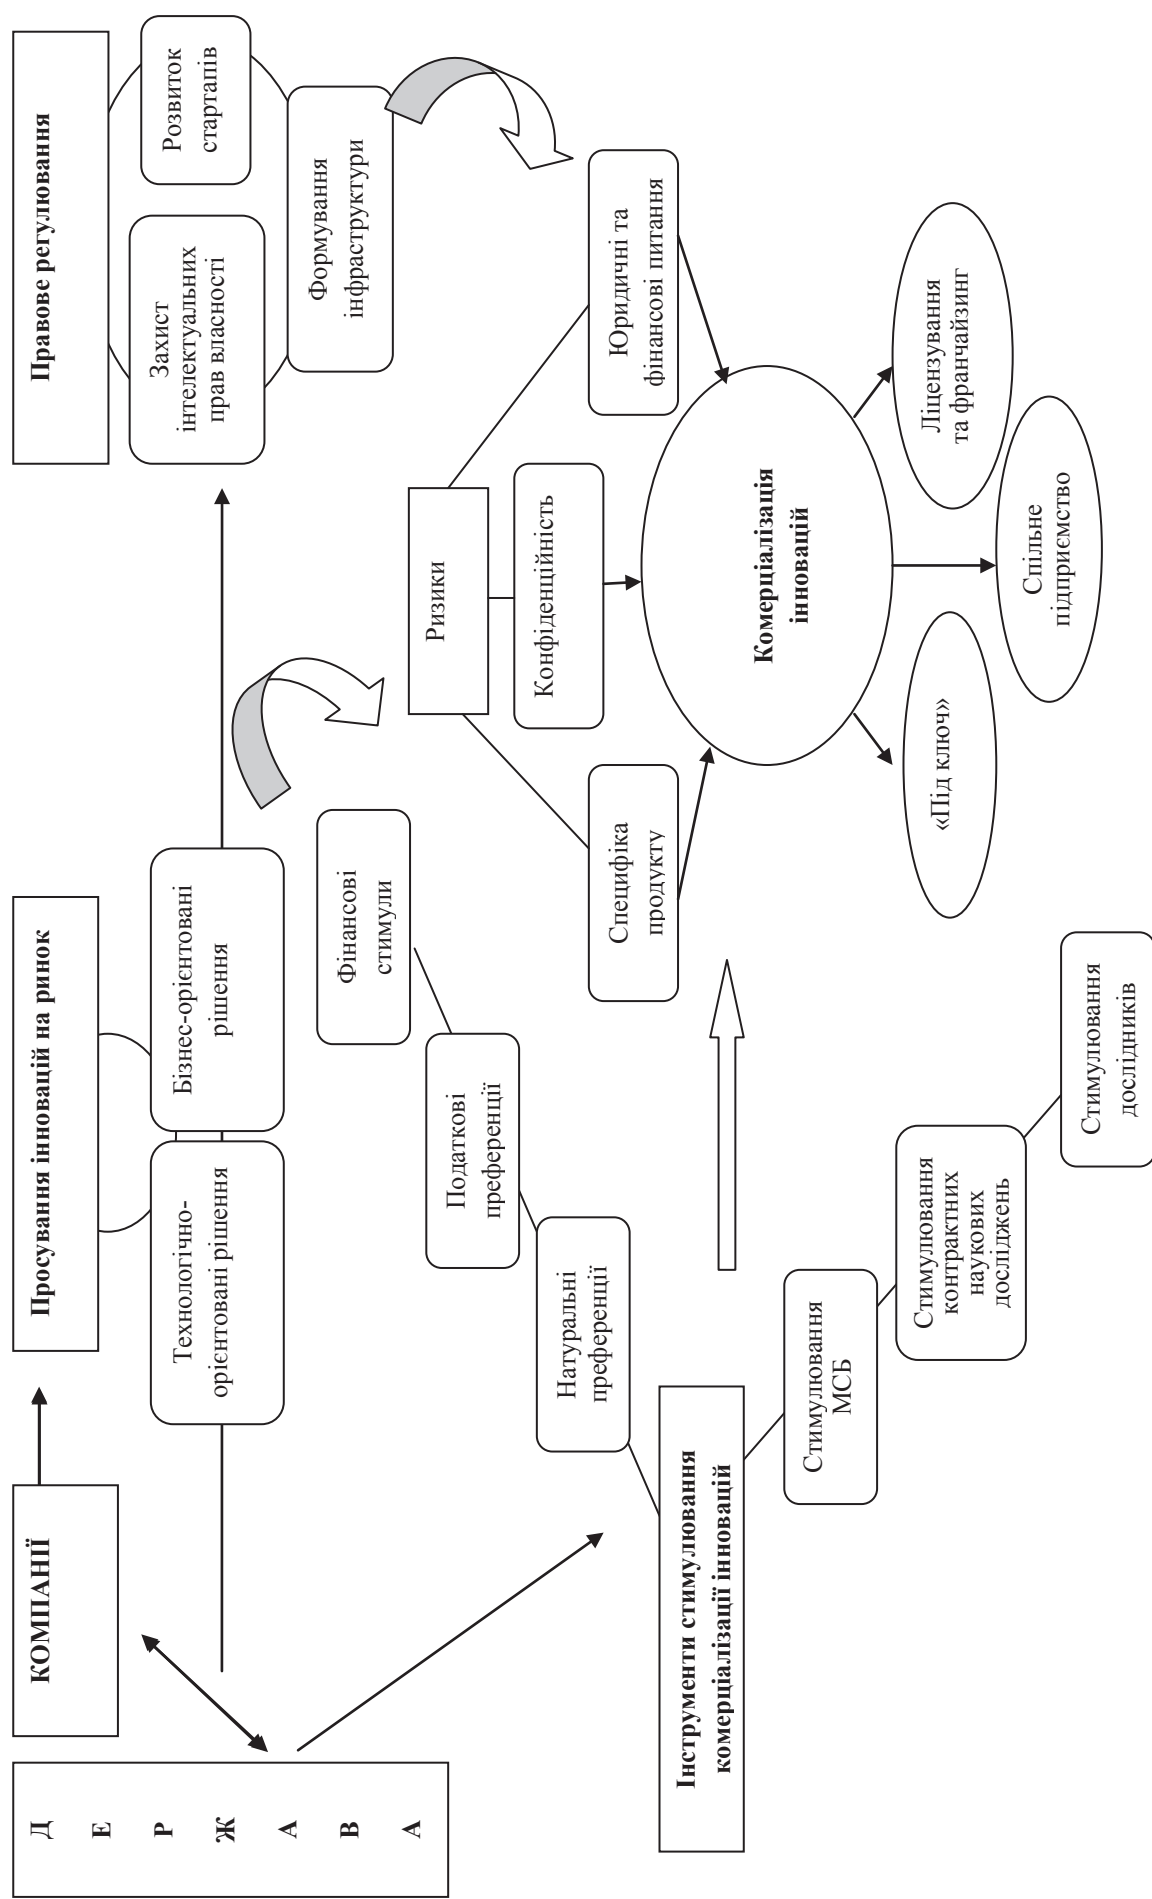 Д
Е
Р
Ж
А
В
А
КОМПАНІЇ
Просування інновацій на ринок
Технологічно-
орієнтовані рішення
Бізнес-орієнтовані
рішення
Правове регулювання
Захист
інтелектуальних
прав власності
Розвиток
стартапів
Формування
інфраструктури
Фінансові
стимули
Податкові
преференції
Натуральні
преференції
Інструменти стимулювання
комерціалізації інновацій
Стимулювання
МСБ
Стимулювання
контрактних
наукових
досліджень
Стимулювання
дослідників
Ризики
Специфіка
продукту
Конфіденційність
Юридичні та
фінансові питання
Комерціалізація
інновацій
«Під ключ»
Спільне
підприємство
Ліцензування
та франчайзинг